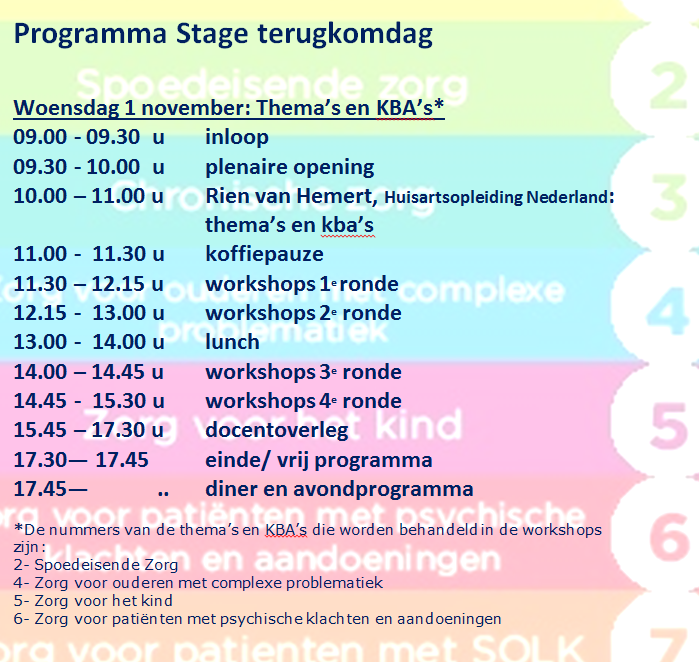 Programma Stage terugkomdag
Spoedeisende zorg
2
Woensdag 1 november: Thema's en KBA's*
09.00 - 09.30 u inloop
09.30 - 10.00 u plenaire opening
10.00 – 11.00 u Rien van Hemert, Huisartsopleiding Nederland:
Chronische zorg
3
thema's en kba's
11.00 - 11.30 u koffiepauze
11.30 – 12.15 u workshops 1e ronde
Zorg voor ouderen met complexe
problematiek
4
12.15 - 13.00 u workshops 2e ronde
13.00 - 14.00 u lunch
14.00 – 14.45 u workshops 3e ronde
14.45 - 15.30 u workshops 4e ronde
Zorg voor het kind
5
15.45 – 17.30 u docentoverleg
17.30— 17.45 einde/ vrij programma
17.45— .. diner en avondprogramma
rg voor patiënten met psychische
klachten en aandoeningen
6
*De nummers van de thema's en KBA's die worden behandeld in de workshops
zijn:
2- Spoedeisende Zorg
4- Zorg voor ouderen met complexe problematiek
5- Zorg voor het kind
6- Zorg voor patiënten met psychische klachten en aandoeningen
org voor patienten met SOLK
7